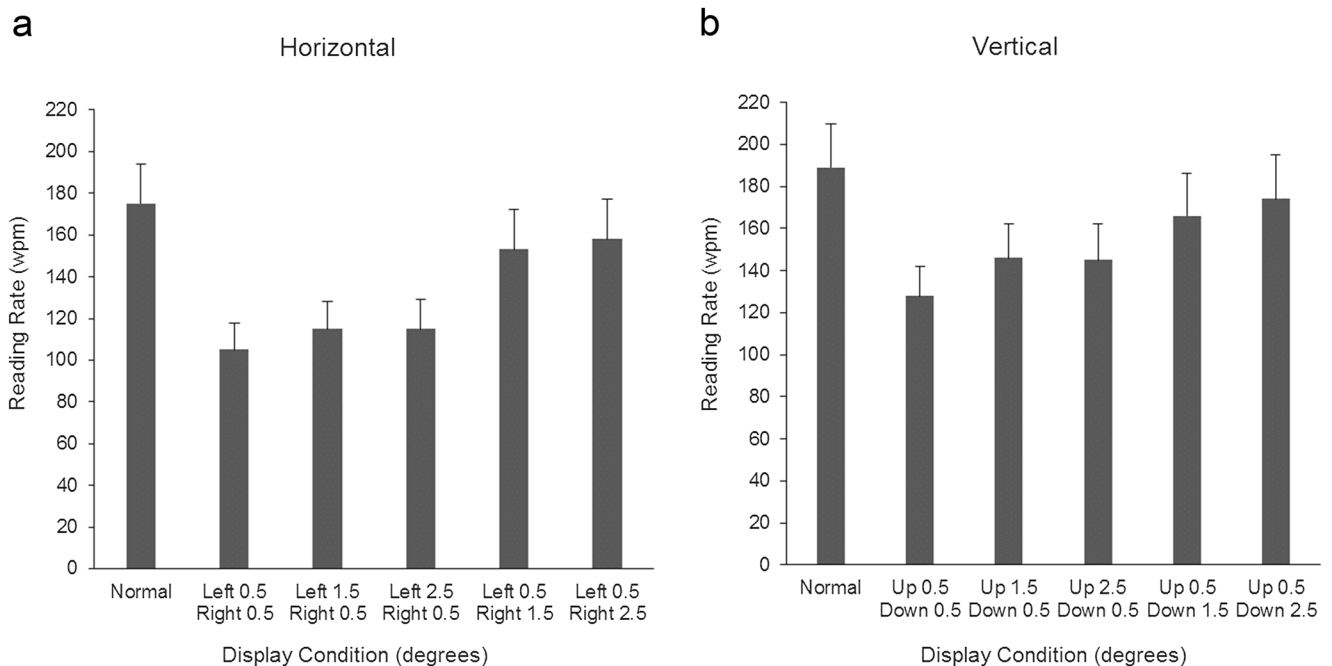 a
Horizontal
220
200
180
160
140
120
100
80
60
40
20
0
Reading Rate (wpm)
Normal
Left 0.5
Right 0.5
Left 1.5
Right 0.5
Left 2.5
Right 0.5
Left 0.5
Right 1.5
Left 0.5
Right 2.5
Display Condition (degrees)
b
Vertical
220
200
180
160
140
120
100
80
60
40
20
0
Reading Rate (wpm)
Normal
Up 0.5
Down 0.5
Up 1.5
Down 0.5
Up 2.5
Down 0.5
Up 0.5
Down 1.5
Up 0.5
Down 2.5
Display Condition (degrees)